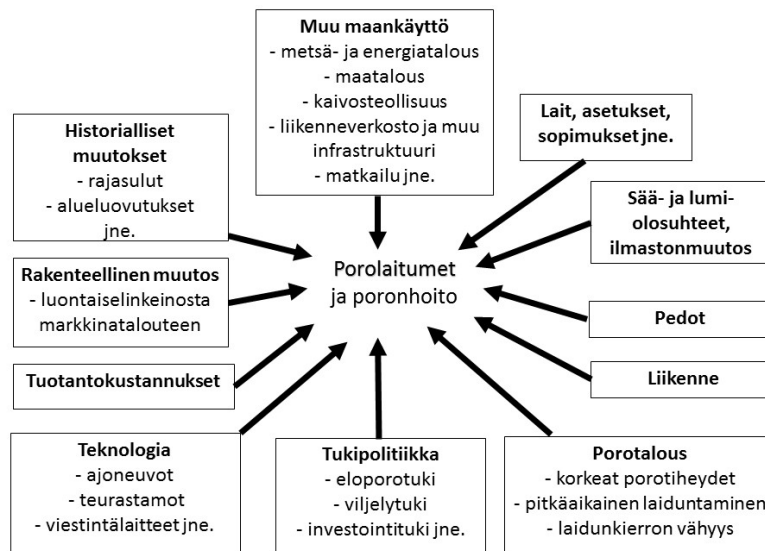 Muu maankäyttö
- metsä- ja energiatalous
- maatalous
- kaivosteollisuus
- liikenneverkosto ja muu
infrastruktuuri
- matkailu jne.
Lait, asetukset,
sopimukset jne.
Historialliset
muutokset
- rajasulut
- alueluovutukset
jne.
Sää- ja lumi-
olosuhteet,
ilmastonmuutos
Porolaitumet
ja poronhoito
Rakenteellinen muutos
- luontaiselinkeinosta
markkinatalouteen
Pedot
Tuotantokustannukset
Liikenne
Teknologia
- ajoneuvot
- teurastamot
- viestintälaitteet jne.
Tukipolitiikka
- eloporotuki
- viljelytuki
- investointituki jne.
Porotalous
- korkeat porotiheydet
- pitkäaikainen laiduntaminen
- laidunkierron vähyys